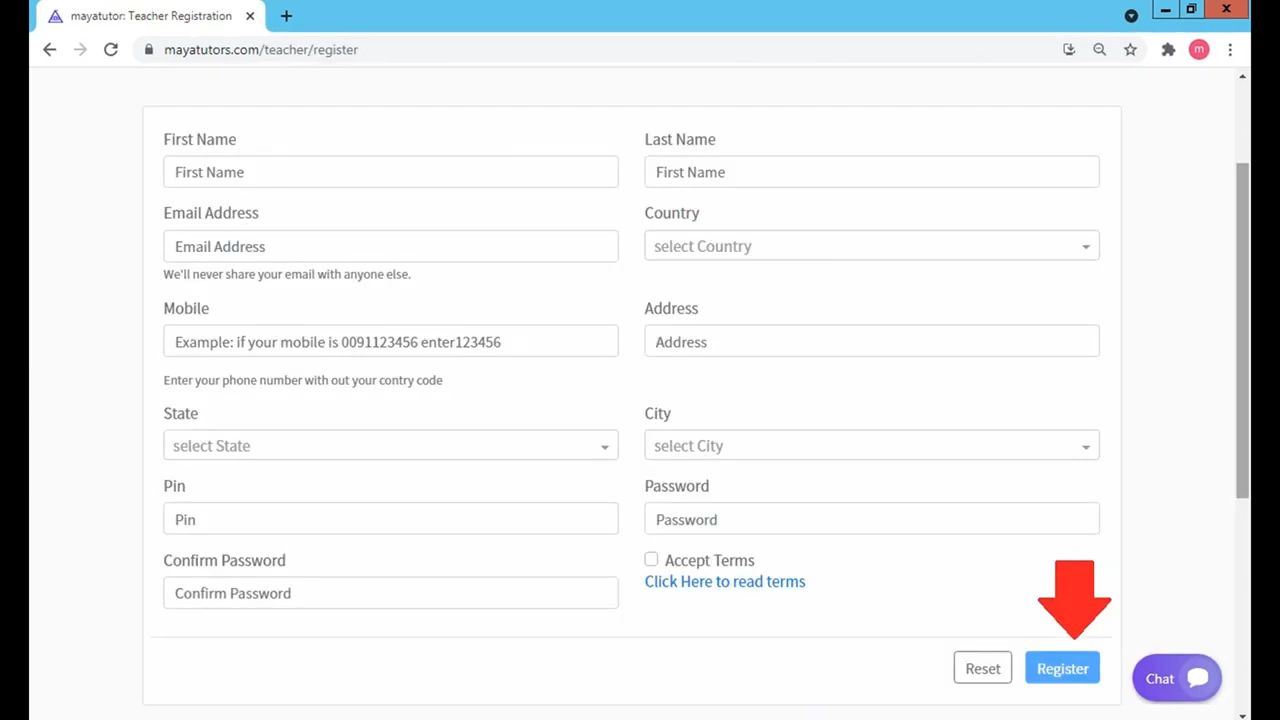 mayatutor: Teacher Registration
mayatutors.com/teacher/register
m
First Name
Last Name
First Name
First Name
Email Address
Country
Email Address
select Country
We'll never share your email with anyone else.
Mobile
Address
Example: if your mobile is 0091123456 enter123456
Address
Enter your phone number with out your contry code
State
City
select State
select City
Pin
Password
Pin
Password
Confirm Password
Accept Terms
Click Here to read terms
Confirm Password
Reset
Register
Chat